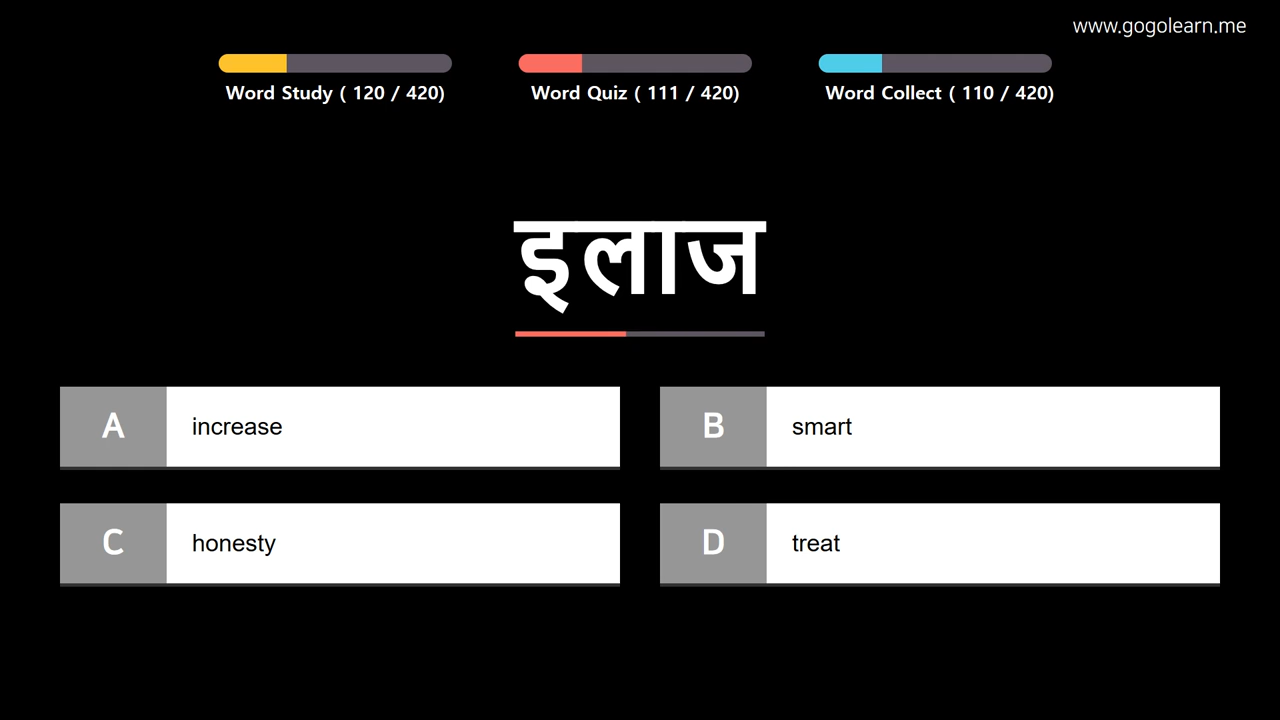 www.gogolearn.me
Word Study ( 120 / 420)
Word Quiz ( 111 / 420)
Word Collect ( 110 / 420)
इलाज
A increase
B smart
C honesty
D treat